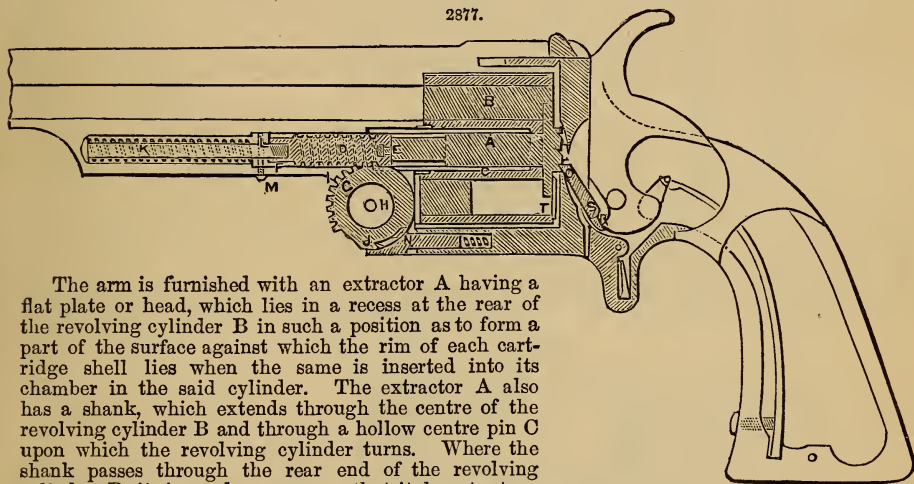 2877.
K
D
E
A
B
C
M
G
H
J
N
T
S
The arm is furnished with an extractor A having a
flat plate or head, which lies in a recess at the rear of
the revolving cylinder B in such a position as to form a
part of the surface against which the rim of each cart-
ridge shell lies when the same is inserted into its
chamber in the said cylinder. The extractor A also
has a shank, which extends through the centre of the
revolving cylinder B and through a hollow centre pin C
upon which the revolving cylinder turns. Where the
shank passes through the rear end of the revolving